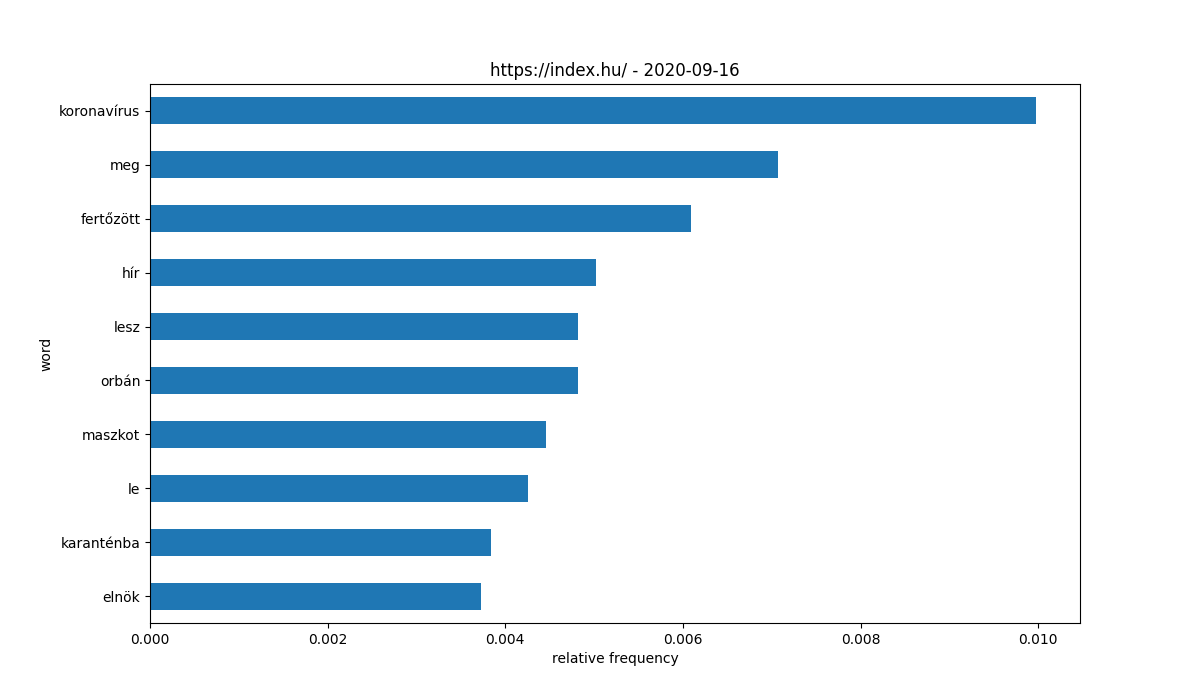 https://index.hu/ - 2020-09-16
koronavírus
meg
fertőzött
hír
lesz
orbán
maszkot
le
karanténba
elnök
word
0.000 0.002 0.004 0.006 0.008 0.010
relative frequency